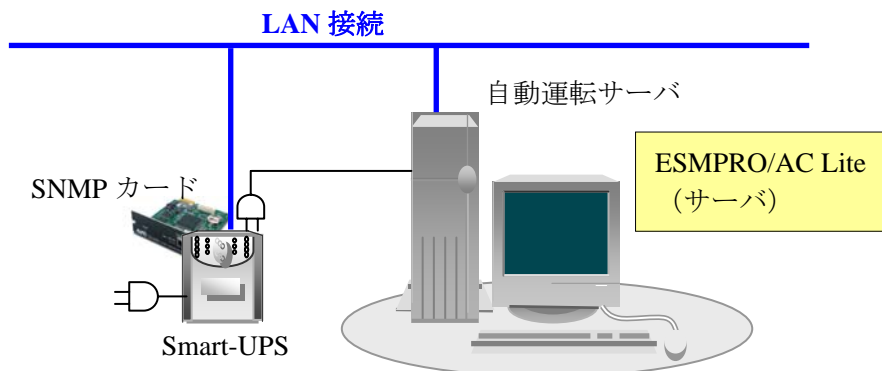 LAN 接続
自動運転サーバ
ESMPRO/AC Lite
（サーバ）
SNMP カード
Smart-UPS